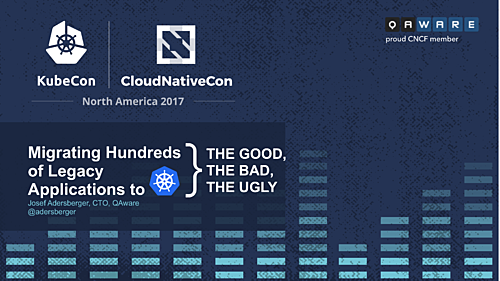 KubeCon
CloudNativeCon
North America 2017
QAWARE
proud CNCF member
Migrating Hundreds
of Legacy
Applications to
THE GOOD,
THE BAD,
THE UGLY
Josef Adersberger, CTO, QAware
@adersberger